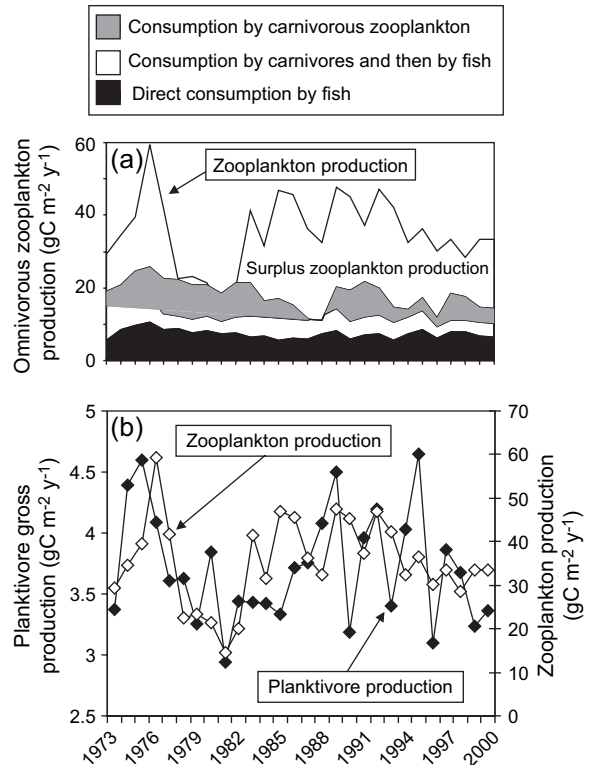 Consumption by carnivorous zooplankton
Consumption by carnivores and then by fish
Direct consumption by fish
(a)
Zooplankton production
Surplus zooplankton production
Omnivorous zooplankton
production (gC m-2 y-1)
60
40
20
0
(b)
Zooplankton production
Planktivore production
Planktivore gross
production (gC m-2 y-1)
5
4.5
4
3.5
3
2.5
70
60
50
40
30
20
10
0
Zooplankton production
(gC m-2 y-1)
1973
1976
1979
1982
1985
1988
1991
1994
1997
2000